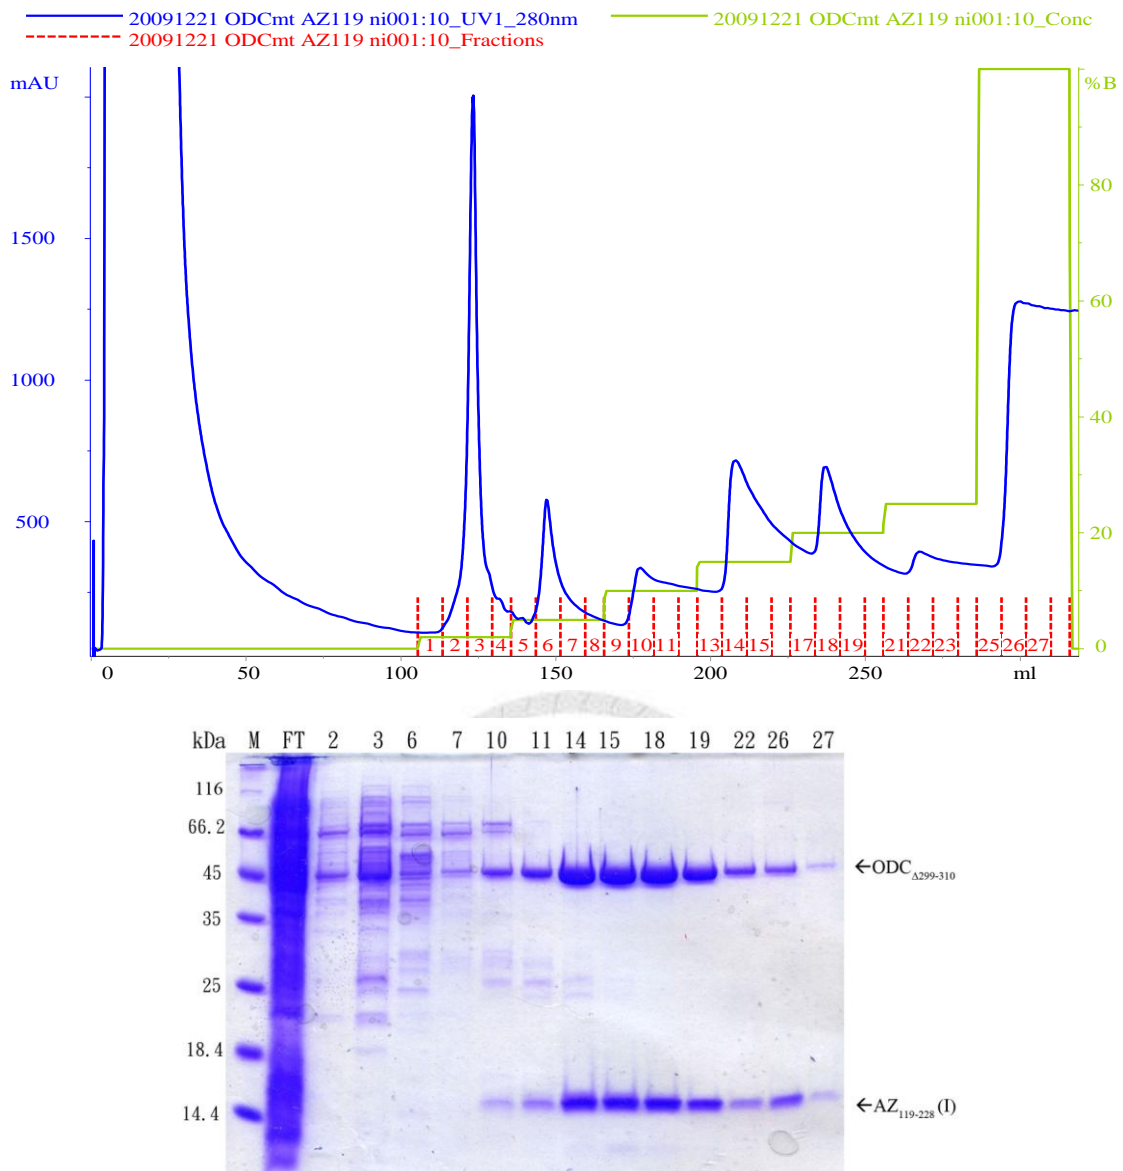 20091221 ODCmt AZ119 ni001:10_UV1_280nm 20091221 ODCmt AZ119 ni001:10_Conc
20091221 ODCmt AZ119 ni001:10_Fractions
mAU %B
80
1500
60
1000
40
500
20
1 2 3 4 5 6 7 8 9 10 11 13 14 15 17 18 19 21 22 23 25 26 27 0
0 50 100 150 200 250 ml
kDa M FT 2 3 6 7 10 11 14 15 18 19 22 26 27
116
66.2
45 ←ODCΔ299-310
35
25
18.4
14.4 ←AZ119-228(I)